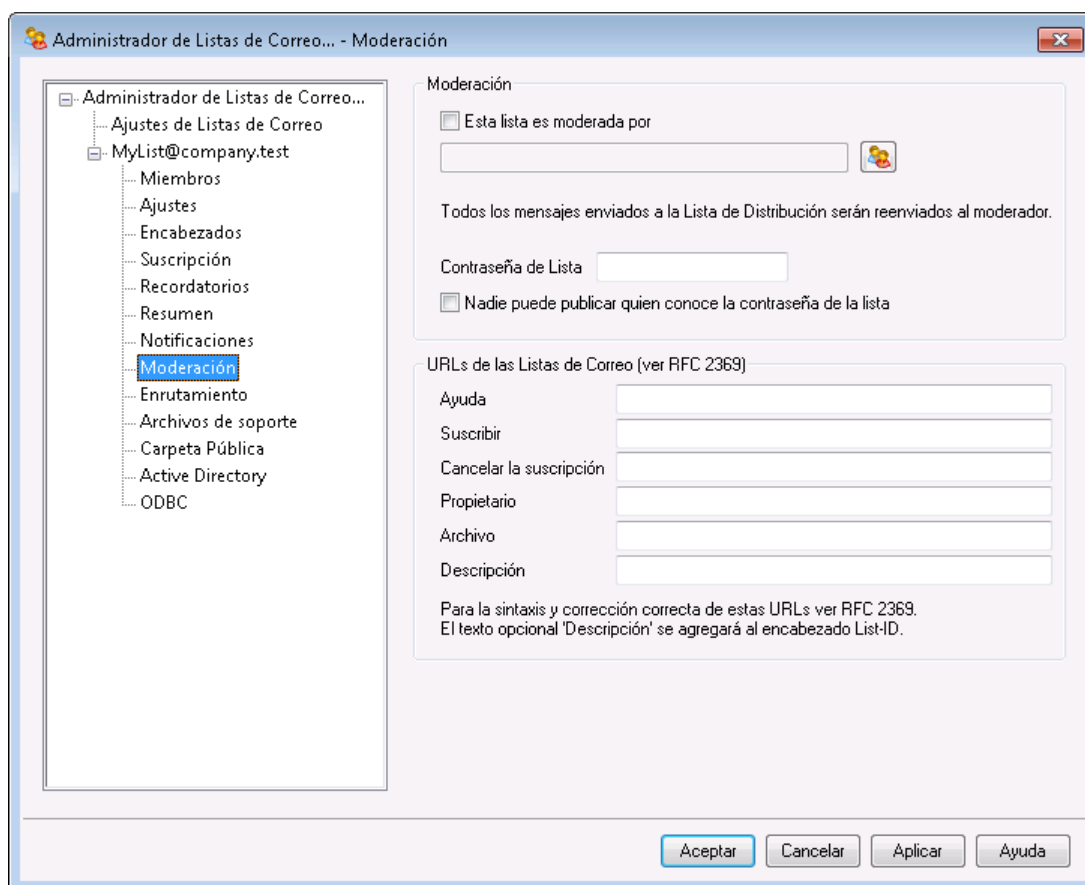 Administrador de Listas de Correo... - Moderación
Administrador de Listas de Correo...
Ajustes de Listas de Correo
MyList@company.test
Miembros
Ajustes
Encabezados
Suscripción
Recordatorios
Resumen
Notificaciones
Moderación
Enrutamiento
Archivos de soporte
Carpeta Pública
Active Directory
ODBC
Moderación
Esta lista es moderada por
Todos los mensajes enviados a la Lista de Distribución serán reenviados al moderador.
Contraseña de Lista
Nadie puede publicar quien conoce la contraseña de la lista
URLs de las Listas de Correo (ver RFC 2369)
Ayuda
Suscribir
Cancelar la suscripción
Propietario
Archivo
Descripción
Para la sintaxis y corrección correcta de estas URLs ver RFC 2369.
El texto opcional 'Descripción' se agregará al encabezado List-ID.
Aceptar
Cancelar
Aplicar
Ayuda